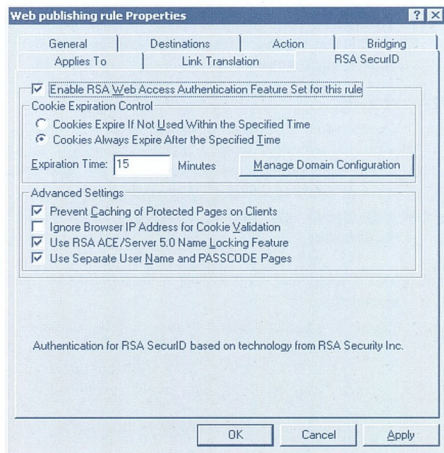 Web publishing rule Properties
General Destinations Action Bridging
Applies To Link Translation RSA SecurID
Enable RSA Web Access Authentication Feature Set for this rule
Cookie Expiration Control
Cookies Expire If Not Used Within the Specified Time
Cookies Always Expire After the Specified Time
Expiration Time: 15 Minutes Manage Domain Configuration
Advanced Settings
Prevent Caching of Protected Pages on Clients
Ignore Browser IP Address for Cookie Validation
Use RSA ACE/Server 5.0 Name Locking Feature
Use Separate User Name and PASSCODE Pages
Authentication for RSA SecurID based on technology from RSA Security Inc.
OK Cancel Apply